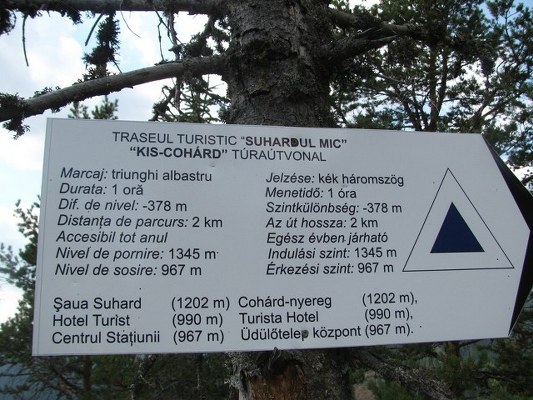 TRASEUL TURISTIC "SUHARDUL MIC"
"KIS-COHÁRD" TÚRAÚTVONAL
Marcaj: triunghi albastru
Durata: 1 oră
Dif. de nivel: -378 m
Distanța de parcurs: 2 km
Accesibil tot anul
Nivel de pornire: 1345 m
Nivel de sosire: 967 m
Jelzése: kék háromszög
Menetidő: 1 óra
Szintkülönbség: -378 m
Az út hossza: 2 km
Egész évben járható
Indulási szint: 1345 m
Érkezési szint: 967 m
Șaua Suhard (1202 m) Cohárd-nyereg (1202 m),
Hotel Turist (990 m) Turista Hotel (990 m),
Centrul Stațiunii (967 m) Üdülőtelep központ (967 m).